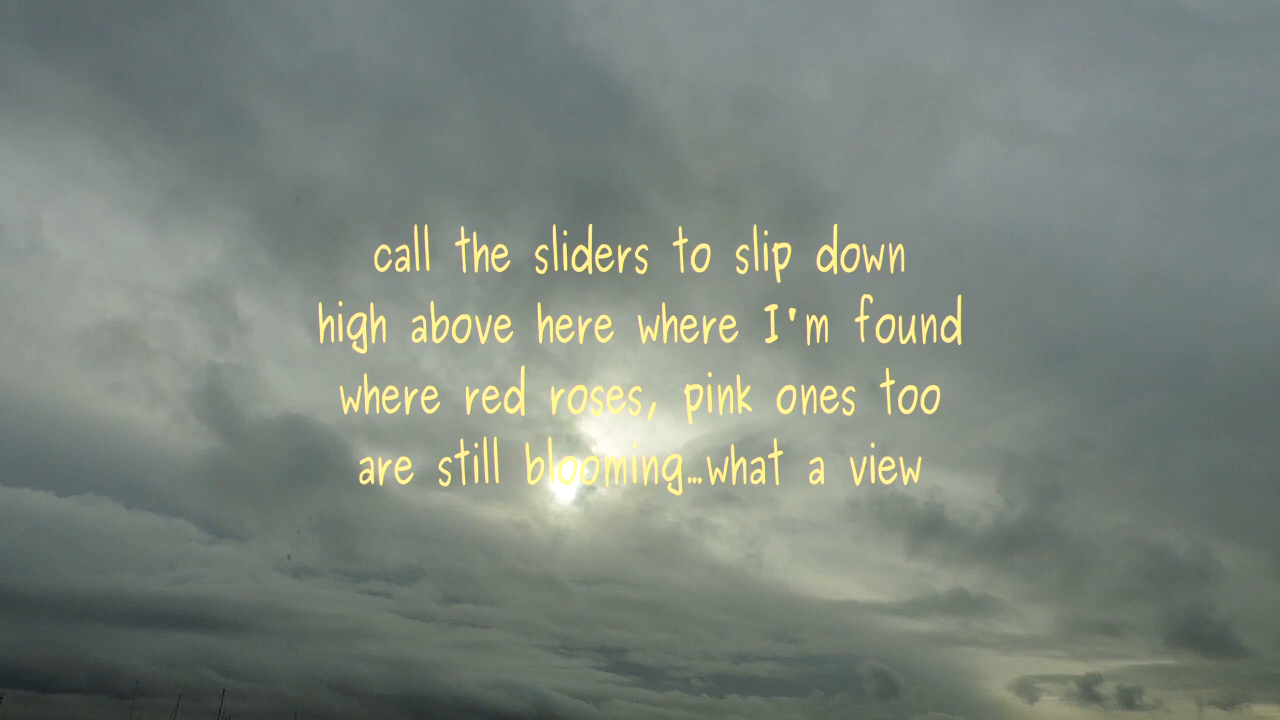 call the sliders to slip down
high above here where I'm found
where red roses, pink ones too
are still blooming...what a view